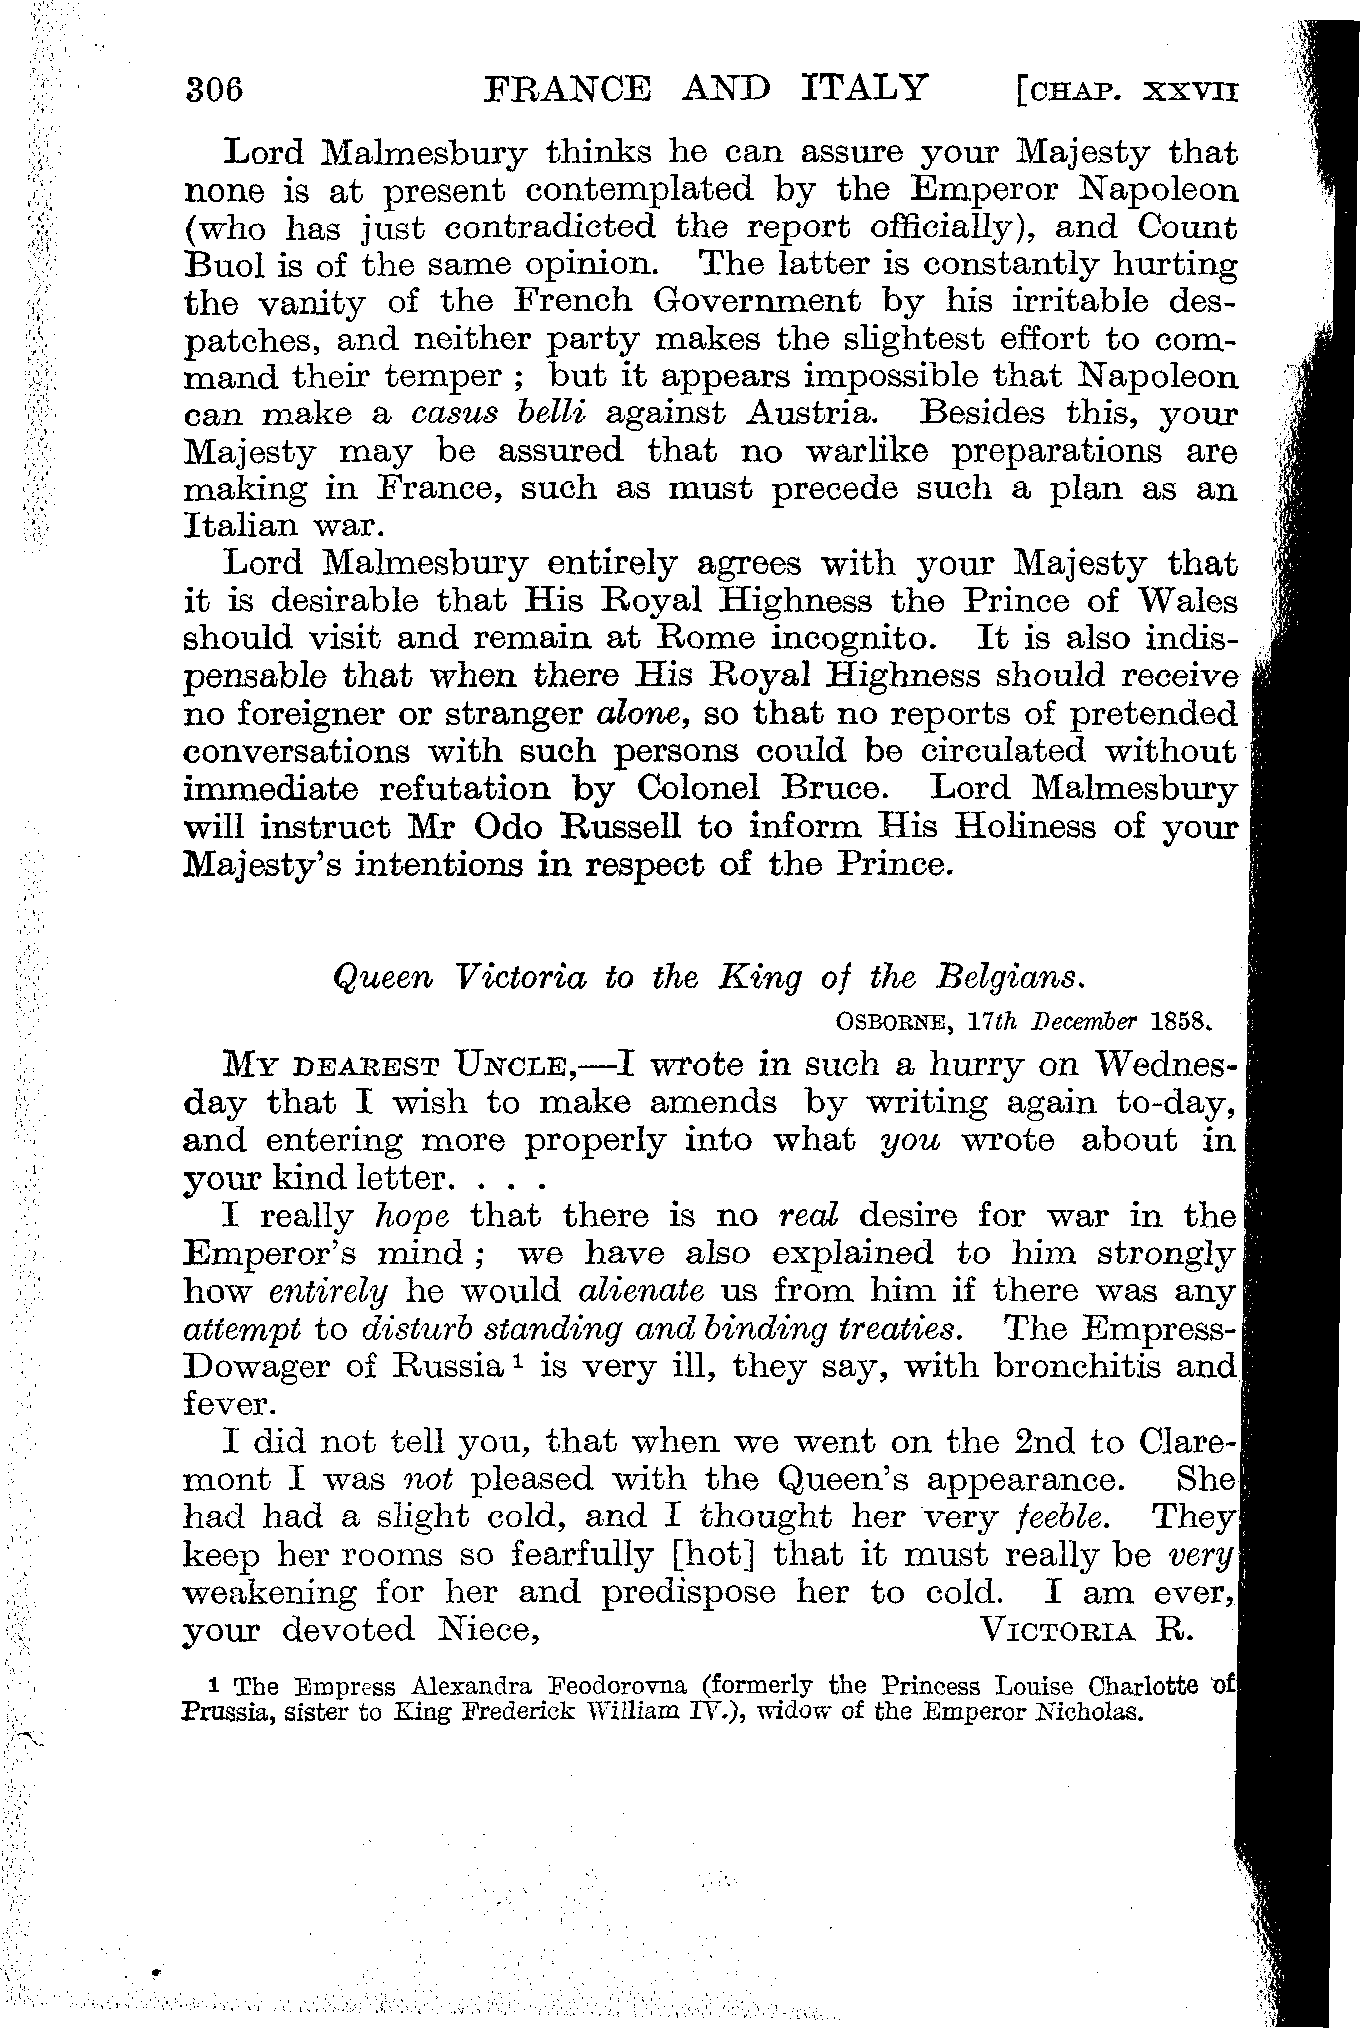 306 FRANCE AND ITALY [CHAP. XXVII
Lord Malmesbury thinks he can assure your Majesty that
none is at present contemplated by the Emperor Napoleon
(who has just contradicted the report officially), and Count
Buol is of the same opinion. The latter is constantly hurting
the vanity of the French Government by his irritable des-
patches, and neither party makes the slightest effort to com-
mand their temper ; but it appears impossible that Napoleon
can make a casus belli against Austria. Besides this, your
Majesty may be assured that no warlike preparations are
making in France, such as must precede such a plan as an
Italian war.
Lord Malmesbury entirely agrees with your Majesty that
it is desirable that His Royal Highness the Prince of Wales
should visit and remain at Rome incognito. It is also indis-
pensable that when there His Royal Highness should receive
no foreigner or stranger alone, so that no reports of pretended
conversations with such persons could be circulated without
immediate refutation by Colonel Bruce. Lord Malmesbury
will instruct Mr Odo Russell to inform His Holiness of your
Majesty's intentions in respect of the Prince.
Queen Victoria to the King of the Belgians.
OSBORNE, 17th December 1858.
MY DEAREST UNCLE,—I wrote in such a hurry on Wednes-
day that I wish to make amends by writing again to-day,
and entering more properly into what you wrote about in
your kind letter. . . .
I really hope that there is no real desire for war in the
Emperor's mind ; we have also explained to him strongly
how entirely he would alienate us from him if there was any
attempt to disturb standing and binding treaties. The Empress-
Dowager of Russia 1 is very ill, they say, with bronchitis and
fever.
I did not tell you, that when we went on the 2nd to Clare-
mont I was not pleased with the Queen's appearance. She
had had a slight cold, and I thought her very feeble. They
keep her rooms so fearfully [hot] that it must really be very
weakening for her and predispose her to cold. I am ever,
your devoted Niece, VICTORIA R.
1 The Empress Alexandra Feodorovna (formerly the Princess Louise Charlotte of
Prussia, sister to King Frederick William IV.), widow of the Emperor Nicholas.